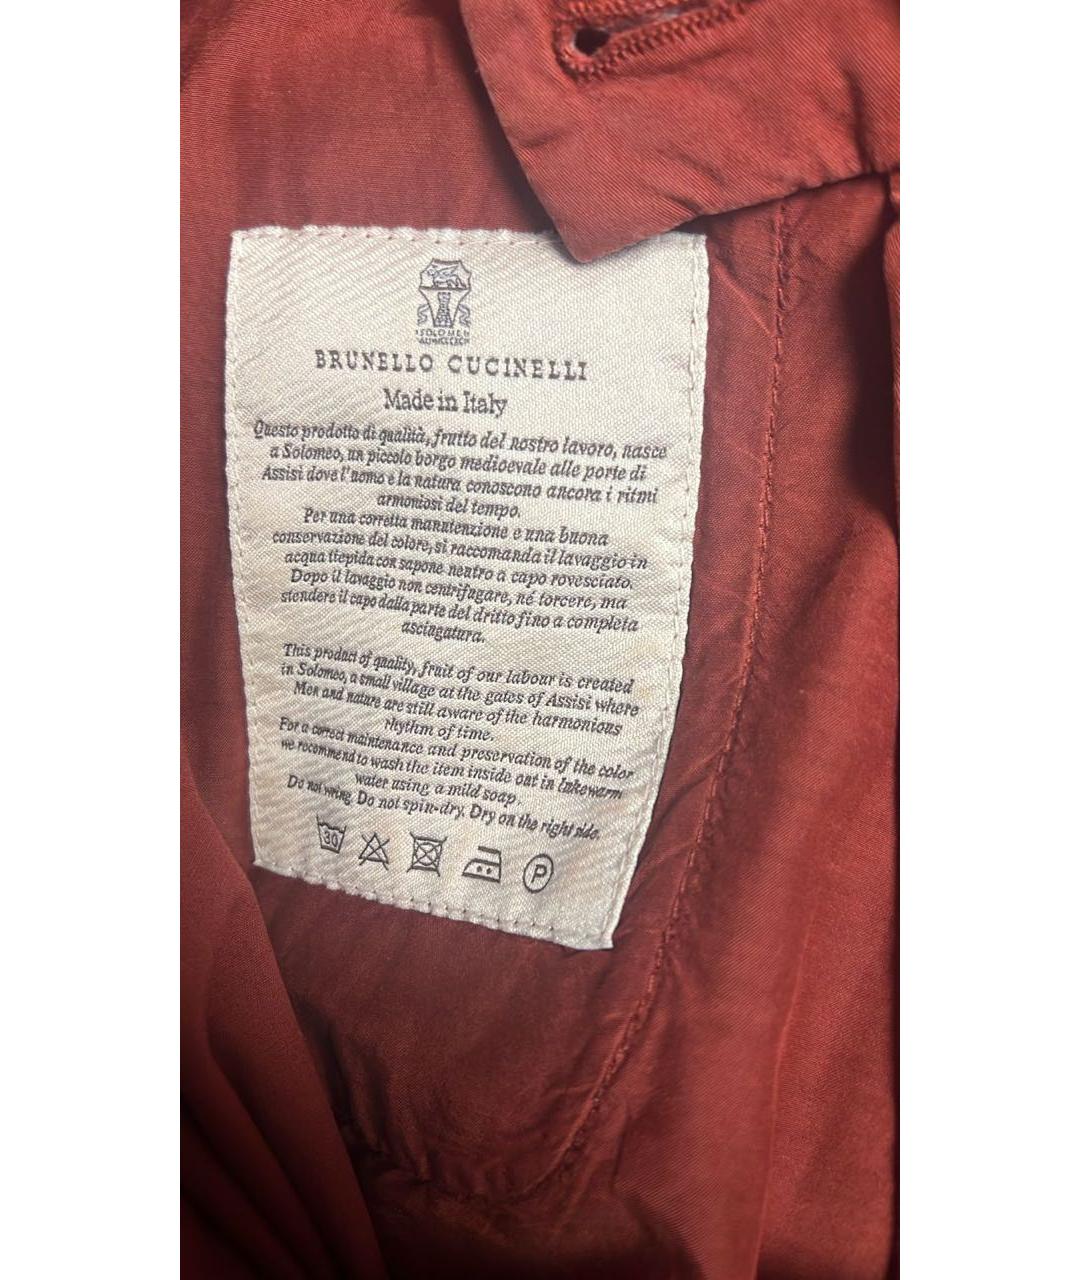 BRUNELLO CUCINELLI
Made in Italy
Questo prodotto di qualità, frutto del nostro lavoro, nasce
a Solomeo, un piccolo borgo medioevale alle porte di
Assisi dove l'uomo e la natura conoscono ancora i ritmi
armoniosi del tempo.
Per una corretta manutenzione e una buona
conservazione del colore, si raccomanda il lavaggio in
acqua tiepida con sapone neutro a capo rovesciato.
Dopo il lavaggio non centrifugare, né torcere, ma
stendere il capo dalla parte del dritto fino a completa
asciugatura.
This product of quality, fruit of our labour is created
in Solomeo, a small village at the gates of Assisi where
Men and nature are still aware of the harmonious
rhythm of time.
For a correct maintenance and preservation of the color
we recommend to wash the item inside out in lukewarm
water using a mild soap.
Do not wring. Do not spin-dry. Dry on the right side.
30
P